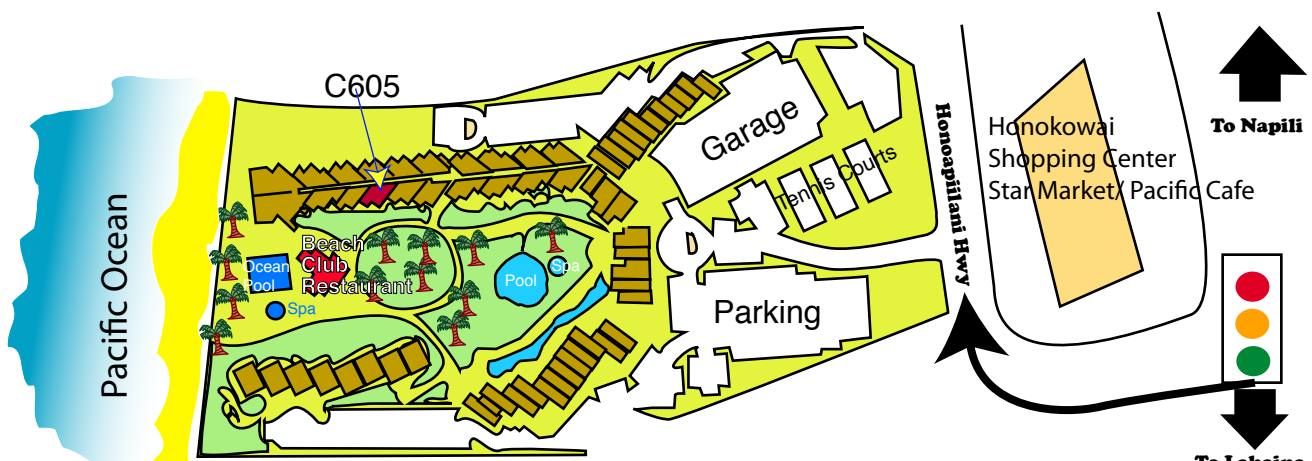 C605
Garage
Honoapiilani Hwy
Honokowai
Shopping Center
Star Market/ Pacific Cafe
To Napili
Tennis Courts
Pacific Ocean
Beach
Club
Restaurant
Ocean
Pool
Spa
Pool
Spa
Parking